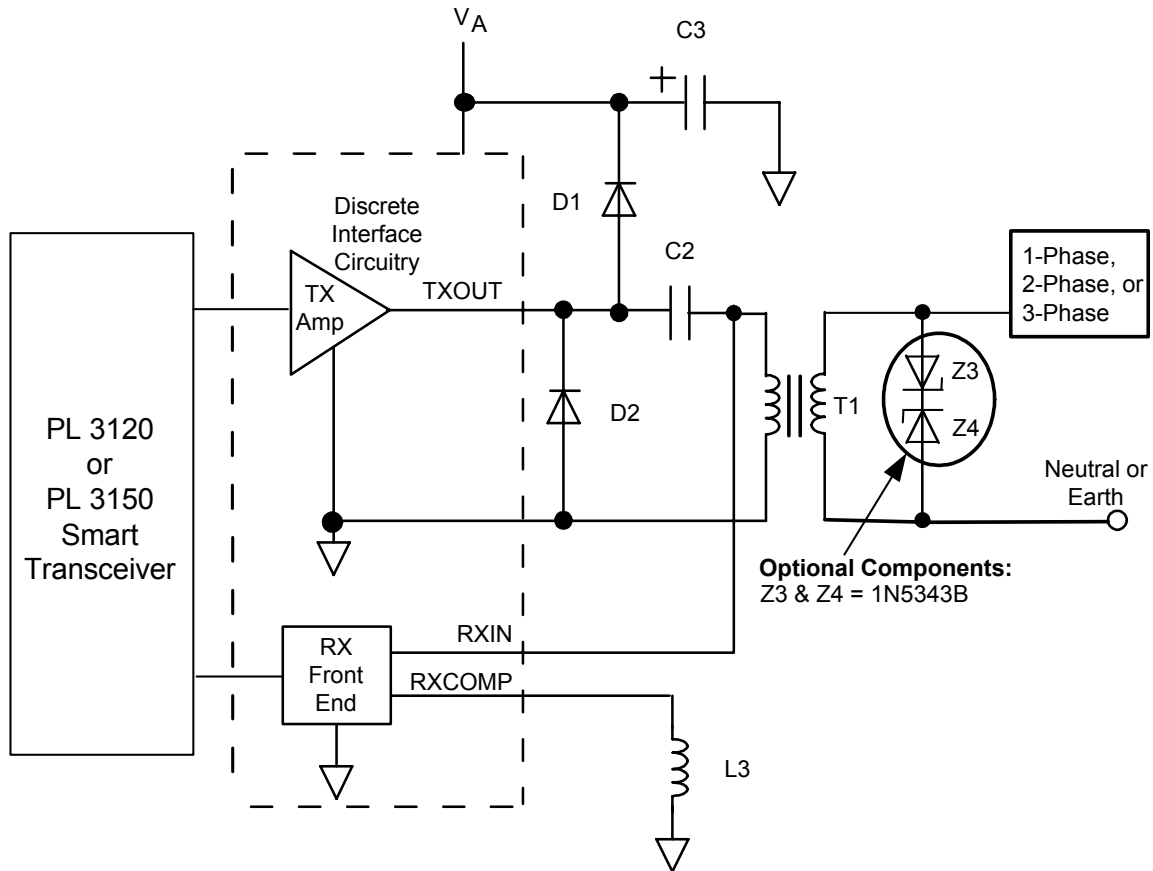 V A
C3
D1
Discrete
Interface
Circuitry
C2
TX
Amp
TXOUT
1-Phase,
2-Phase, or
3-Phase
Z3
D2
T1
Z4
PL 3120
or
PL 3150
Smart
Transceiver
Neutral or
Earth
Optional Components:
Z3 & Z4 = 1N5343B
RX
Front
End
RXIN
RXCOMP
L3